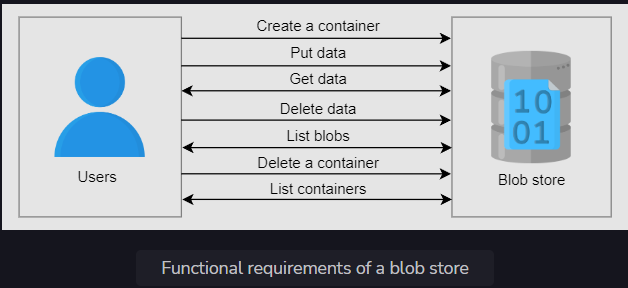 Create a container
Put data
Get data
Delete data
List blobs
Delete a container
List containers
Users
10
01
Blob store
Functional requirements of a blob store